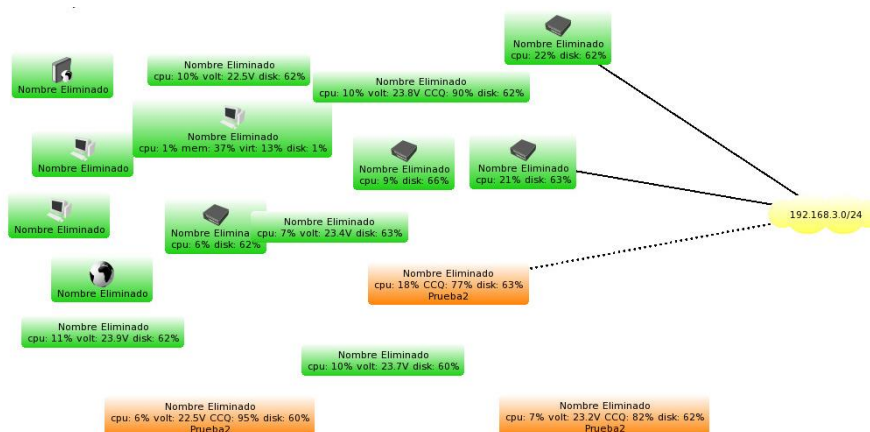 Nombre Eliminado
cpu: 22% disk: 62%
Nombre Eliminado
cpu: 10% volt: 22.5V disk: 62%
Nombre Eliminado
Nombre Eliminado
cpu: 10% volt: 23.8V CCQ: 90% disk: 62%
Nombre Eliminado
cpu: 1% mem: 37% virt: 13% disk: 1%
Nombre Eliminado
Nombre Eliminado
cpu: 9% disk: 66%
Nombre Eliminado
cpu: 21% disk: 63%
192.168.3.0/24
Nombre Eliminado
Nombre Elimina
cpu: 6% disk: 62%
Nombre Eliminado
cpu: 7% volt: 23.4V disk: 63%
Nombre Eliminado
cpu: 18% CCQ: 77% disk: 63%
Prueba2
Nombre Eliminado
Nombre Eliminado
cpu: 11% volt: 23.9V disk: 62%
Nombre Eliminado
cpu: 10% volt: 23.7V disk: 60%
Nombre Eliminado
cpu: 6% volt: 22.5V CCQ: 95% disk: 60%
Prueba2
Nombre Eliminado
cpu: 7% volt: 23.2V CCQ: 82% disk: 62%
Prueba2